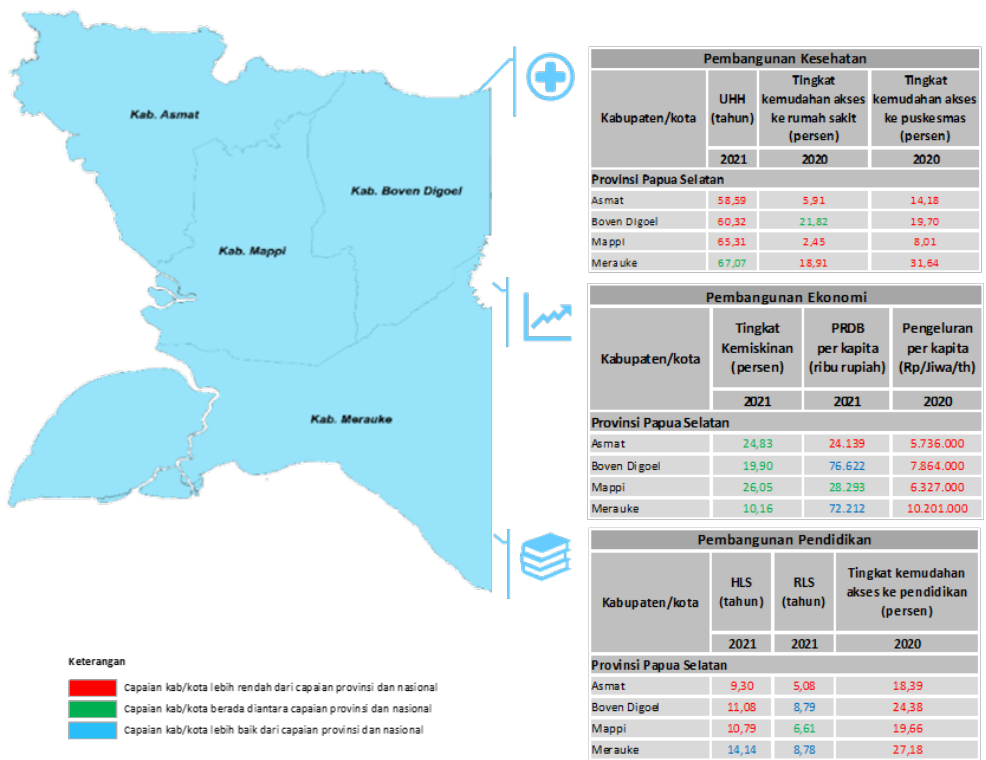 Kab. Asmat
Kab. Boven Digoel
Kab. Mappi
Kab. Merauke
Pembangunan Kesehatan
Kabupaten/kota UHH (tahun) Tingkat kemudahan akses ke rumah sakit (persen) Tingkat kemudahan akses ke puskesmas (persen)
2021 2020 2020
Provinsi Papua Selatan
Asmat 58,59 5,91 14,18
Boven Digoel 60,32 21,82 19,70
Mappi 65,31 2,45 8,01
Merauke 67,07 18,91 31,64
Pembangunan Ekonomi
Kabupaten/kota Tingkat Kemiskinan (persen) PRDB per kapita (ribu rupiah) Pengeluran per kapita (Rp/Jiwa/th)
2021 2021 2020
Provinsi Papua Selatan
Asmat 24,83 24.139 5.736.000
Boven Digoel 19,90 76.622 7.864.000
Mappi 26,05 28.293 6.327.000
Merauke 10,16 72.212 10.201.000
Pembangunan Pendidikan
Kabupaten/kota HLS (tahun) RLS (tahun) Tingkat kemudahan akses ke pendidikan (persen)
2021 2021 2020
Provinsi Papua Selatan
Asmat 9,30 5,08 18,39
Boven Digoel 11,08 8,79 24,38
Mappi 10,79 6,61 19,66
Merauke 14,14 8,78 27,18
Keterangan
Capaian kab/kota lebih rendah dari capaian provinsi dan nasional
Capaian kab/kota berada diantara capaian provinsi dan nasional
Capaian kab/kota lebih baik dari capaian provinsi dan nasional